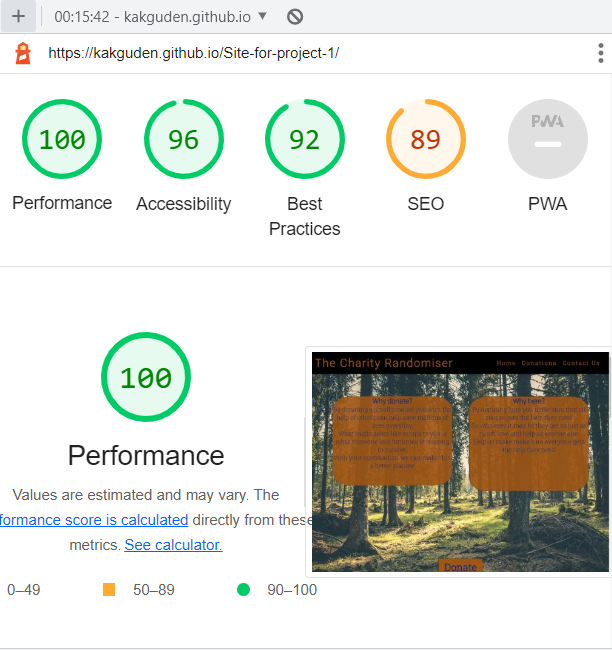 00:15:42 - kakguden.github.io
https://kakguden.github.io/Site-for-project-1/
100
96
92
89
PWA
Performance
Accessibility
Best
Practices
SEO
PWA
100
Performance
Values are estimated and may vary. The
formance score is calculated directly from these
metrics. See calculator.
0–49
50–89
90–100
The Charity Randomiser
Home Donations Contact Us
Why donate?
Why here?
Donate